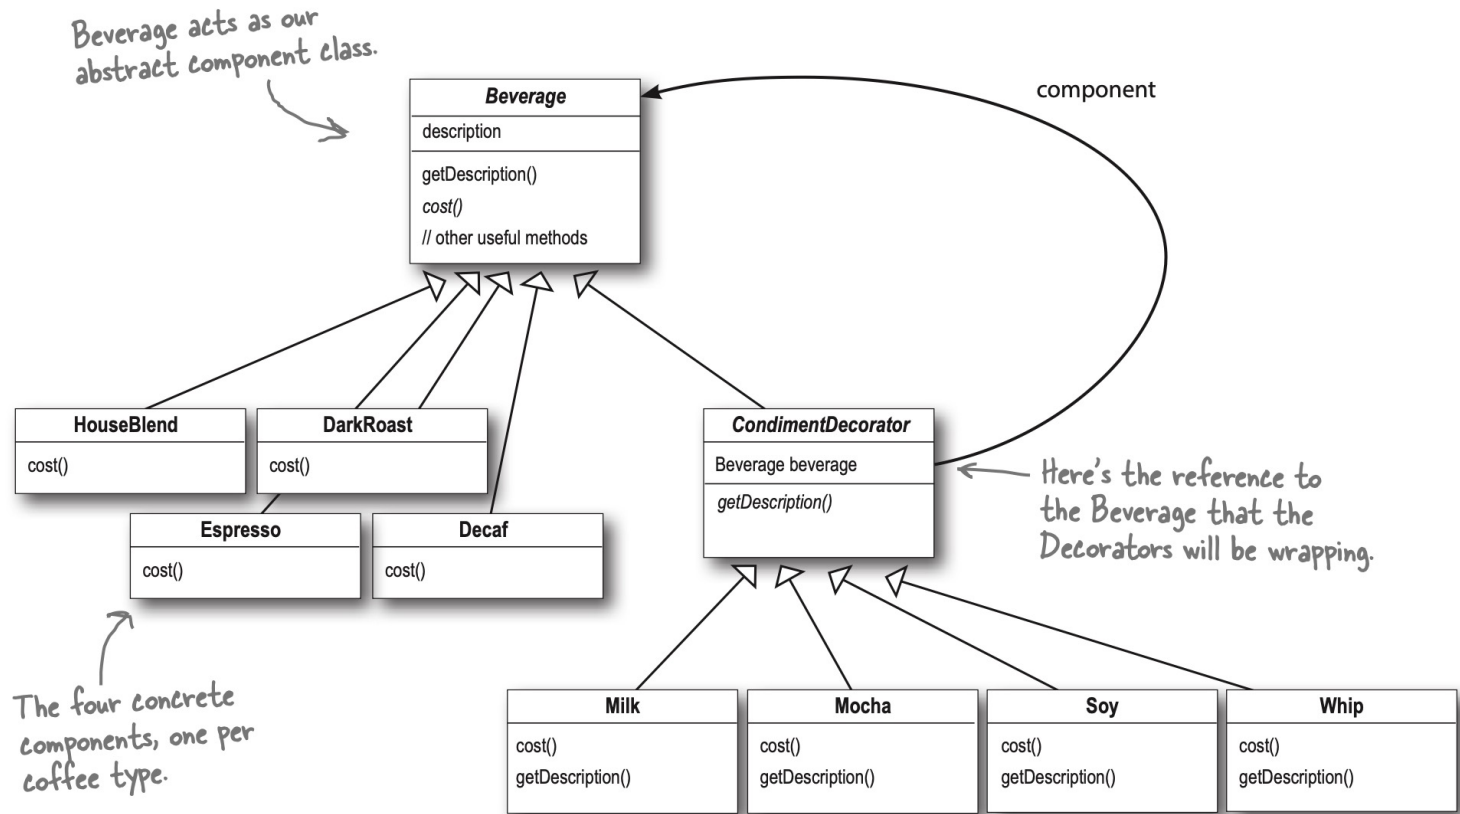 Beverage acts as our
abstract component class.
Beverage
description
getDescription()
cost()
// other useful methods
component
HouseBlend
cost()
DarkRoast
cost()
Espresso
cost()
Decaf
cost()
CondimentDecorator
Beverage beverage
getDescription()
Here's the reference to
the Beverage that the
Decorators will be wrapping.
The four concrete
components, one per
coffee type.
Milk
cost()
getDescription()
Mocha
cost()
getDescription()
Soy
cost()
getDescription()
Whip
cost()
getDescription()